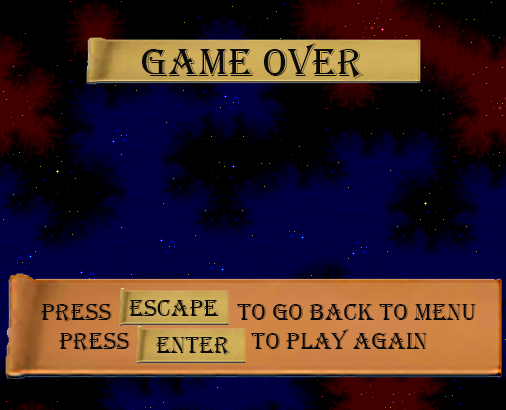 GAME OVER
PRESS ESCAPE TO GO BACK TO MENU
PRESS ENTER TO PLAY AGAIN